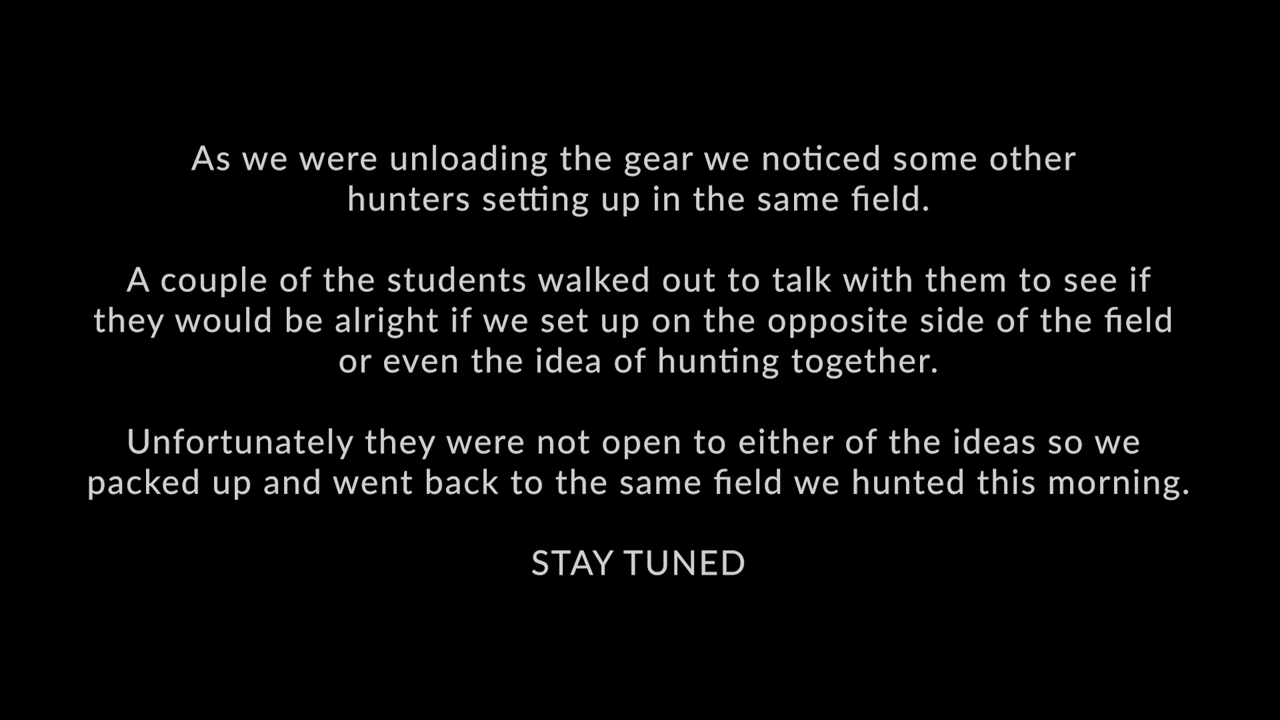 As we were unloading the gear we noticed some other
hunters setting up in the same field.
A couple of the students walked out to talk with them to see if
they would be alright if we set up on the opposite side of the field
or even the idea of hunting together.
Unfortunately they were not open to either of the ideas so we
packed up and went back to the same field we hunted this morning.
STAY TUNED